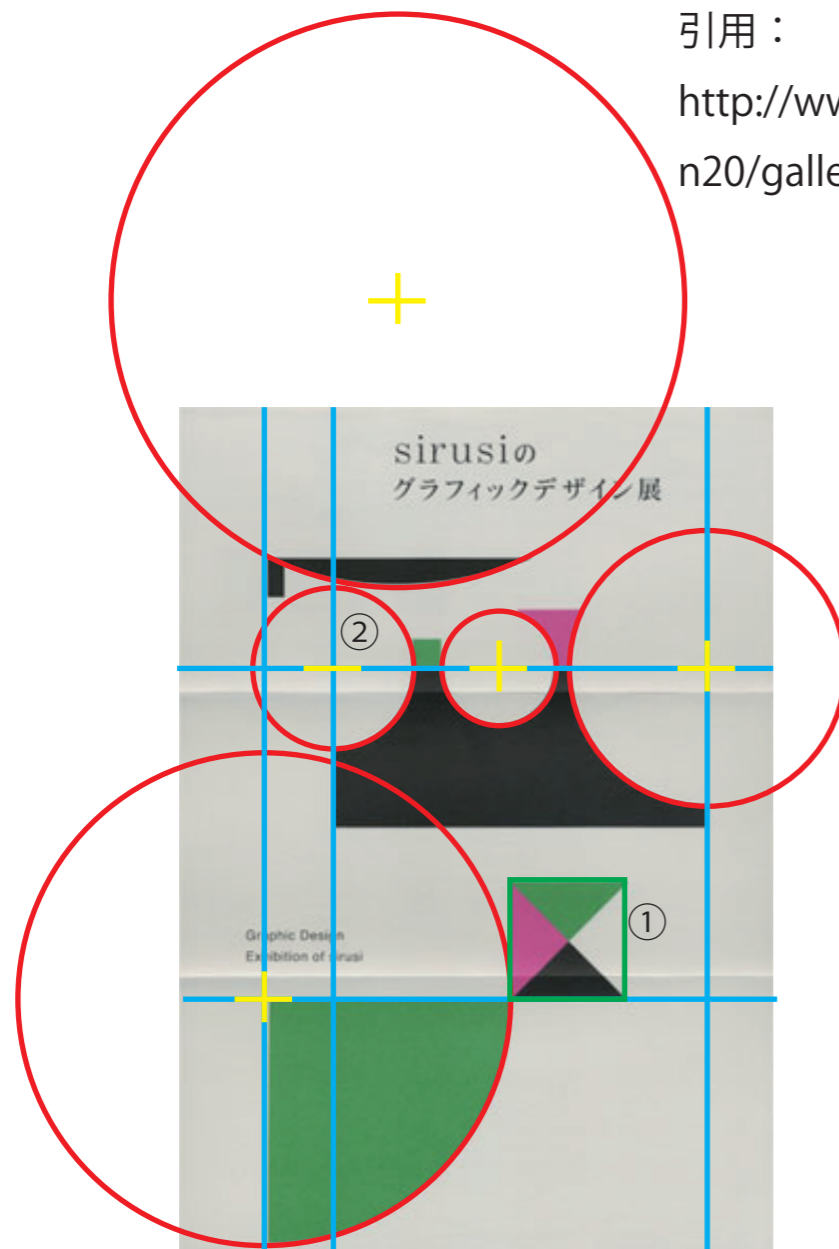 引用：
http://wv
n20/galle
sirusiの
グラフィックデザイン展
②
①
Graphic Design
Exhibition of sirusi